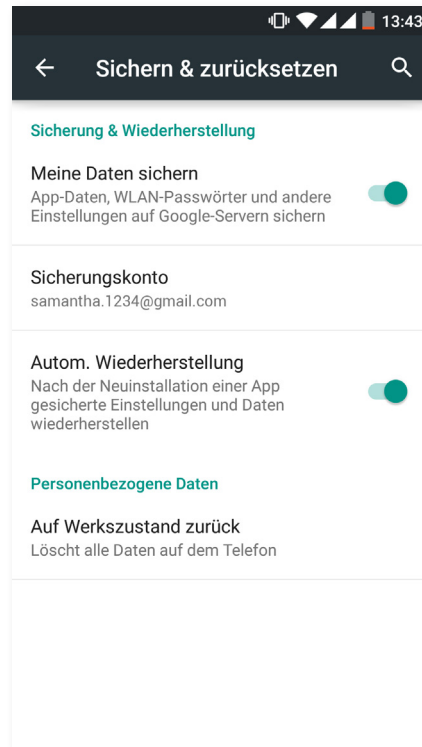 13:43
Sichern & zurücksetzen
Sicherung & Wiederherstellung
Meine Daten sichern
App-Daten, WLAN-Passwörter und andere
Einstellungen auf Google-Servern sichern
Sicherungskonto
samantha.1234@gmail.com
Autom. Wiederherstellung
Nach der Neuinstallation einer App
gesicherte Einstellungen und Daten
wiederherstellen
Personenbezogene Daten
Auf Werkszustand zurück
Löscht alle Daten auf dem Telefon